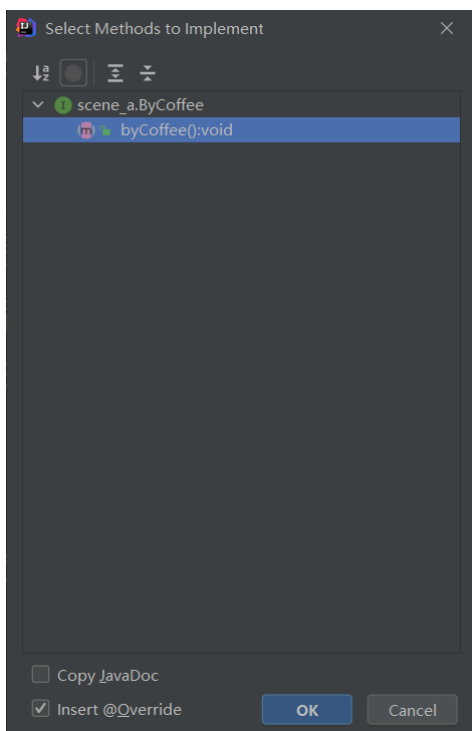 Select Methods to Implement
scene_a.ByCoffee
byCoffee():void
Copy JavaDoc
Insert @Override
OK
Cancel